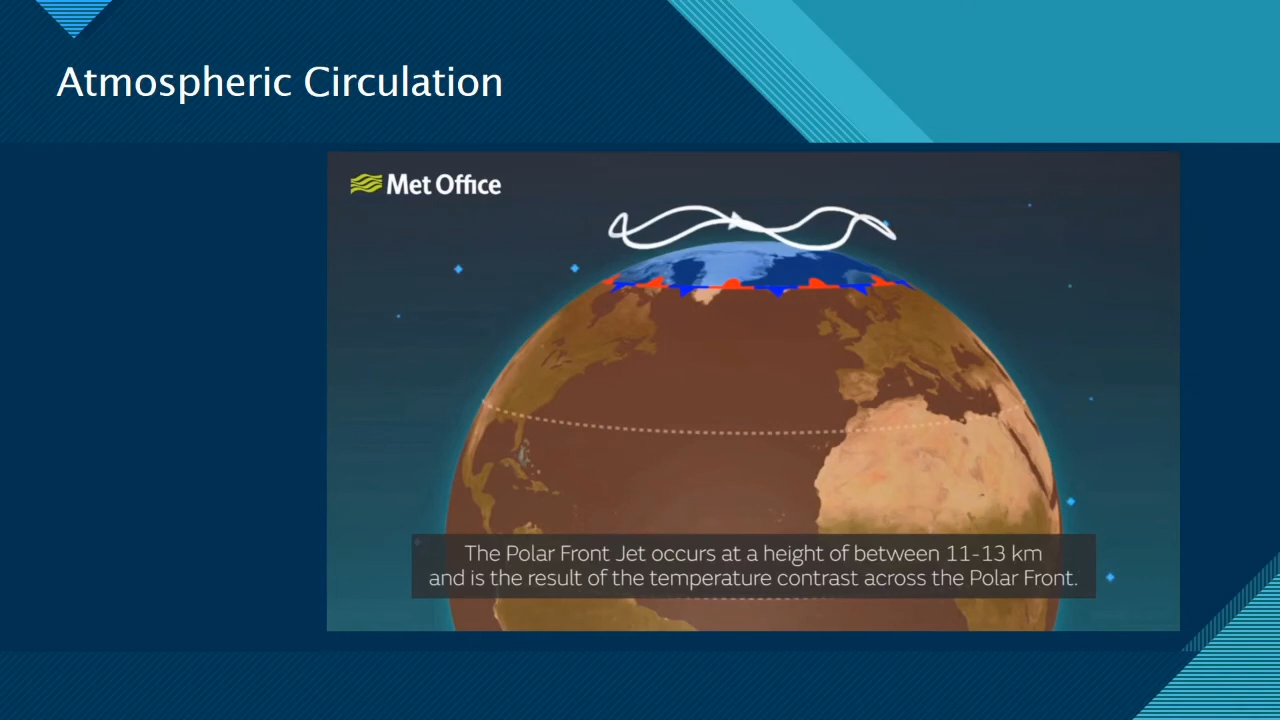 Atmospheric Circulation
Met Office
The Polar Front Jet occurs at a height of between 11-13 km
and is the result of the temperature contrast across the Polar Front.